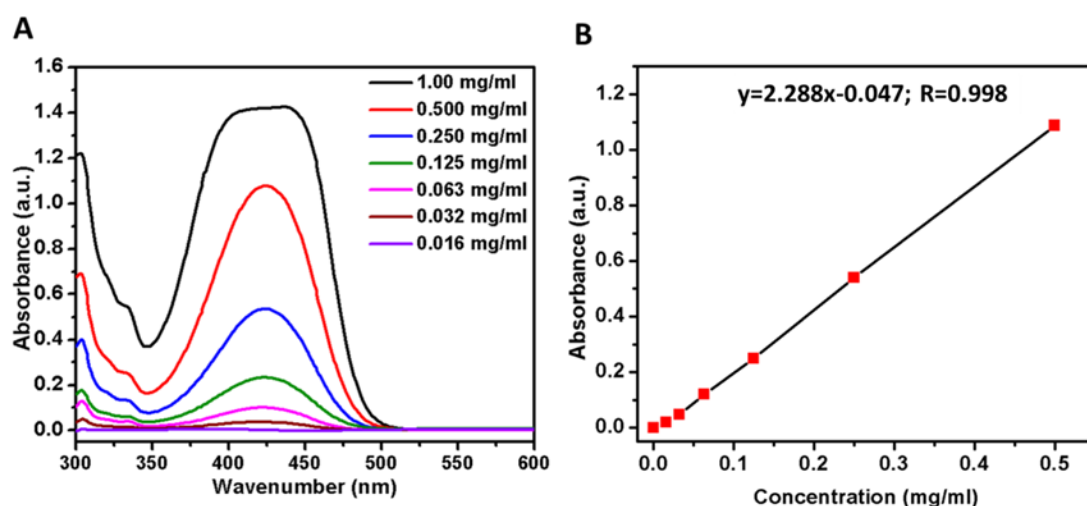 A
Absorbance (a.u.)
1.6
1.4
1.2
1.0
0.8
0.6
0.4
0.2
0.0
1.00 mg/ml
0.500 mg/ml
0.250 mg/ml
0.125 mg/ml
0.063 mg/ml
0.032 mg/ml
0.016 mg/ml
300 350 400 450 500 550 600
Wavenumber (nm)
B
y=2.288x-0.047; R=0.998
Absorbance (a.u.)
1.2
1.0
0.8
0.6
0.4
0.2
0.0
0.0 0.1 0.2 0.3 0.4 0.5
Concentration (mg/ml)